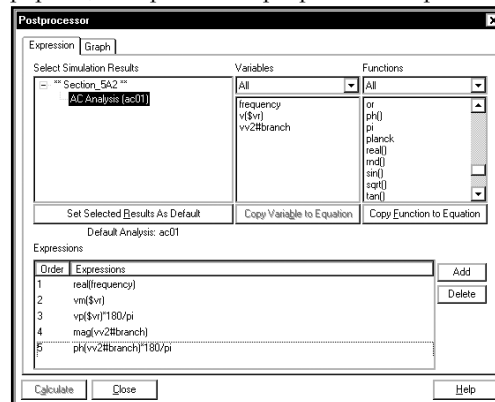 Postprocessor
Expression Graph
Select Simulation Results
** Section_5A2 **
AC Analysis (ac01)
Variables
All
frequency
v($vr)
vv2#branch
Functions
All
or
ph()
pi
planck
real()
rnd()
sin()
sqrt()
tan()
Set Selected Results As Default
Copy Variable to Equation
Copy Function to Equation
Default Analysis: ac01
Expressions
Order Expressions
1 real(frequency)
2 vm($vr)
3 vp($vr)*180/pi
4 mag(vv2#branch)
5 ph(vv2#branch)*180/pi
Add
Delete
Calculate
Close
Help